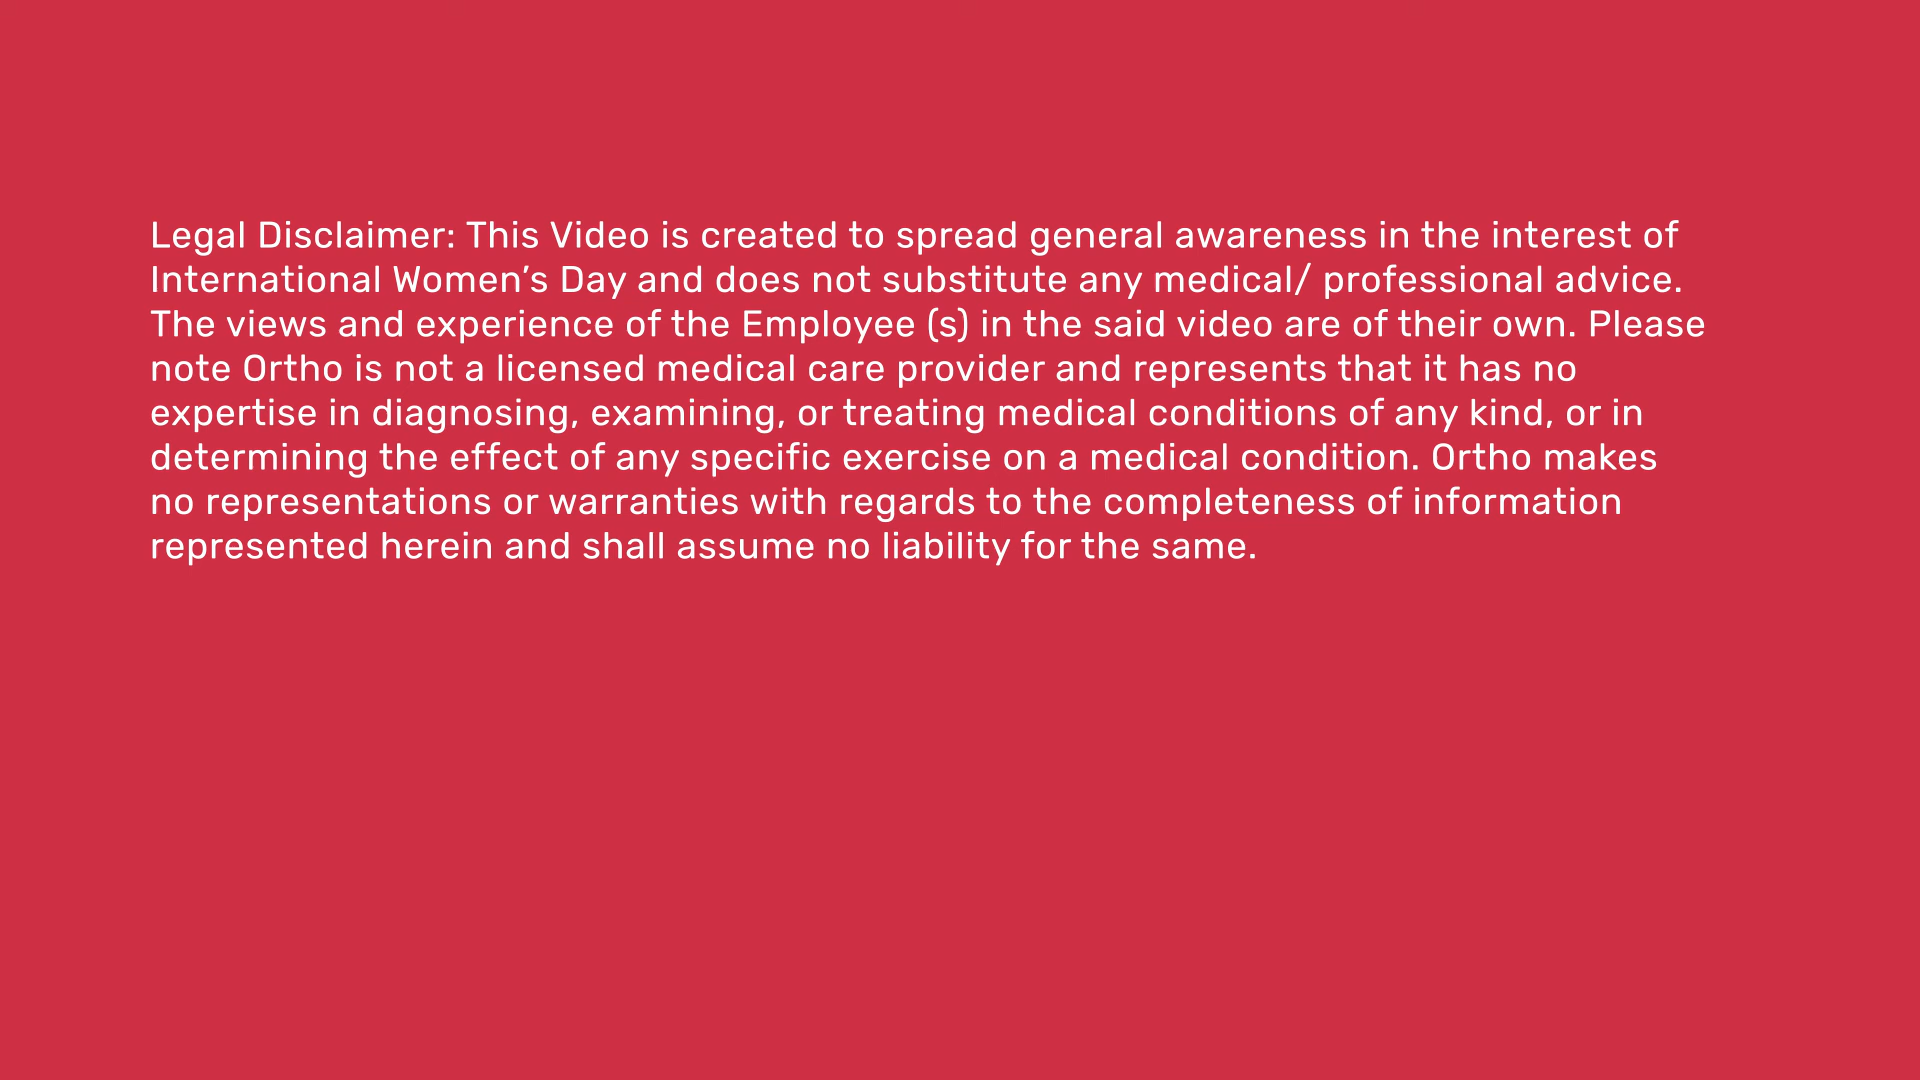 Legal Disclaimer: This Video is created to spread general awareness in the interest of
International Women’s Day and does not substitute any medical/ professional advice.
The views and experience of the Employee (s) in the said video are of their own. Please
note Ortho is not a licensed medical care provider and represents that it has no
expertise in diagnosing, examining, or treating medical conditions of any kind, or in
determining the effect of any specific exercise on a medical condition. Ortho makes
no representations or warranties with regards to the completeness of information
represented herein and shall assume no liability for the same.